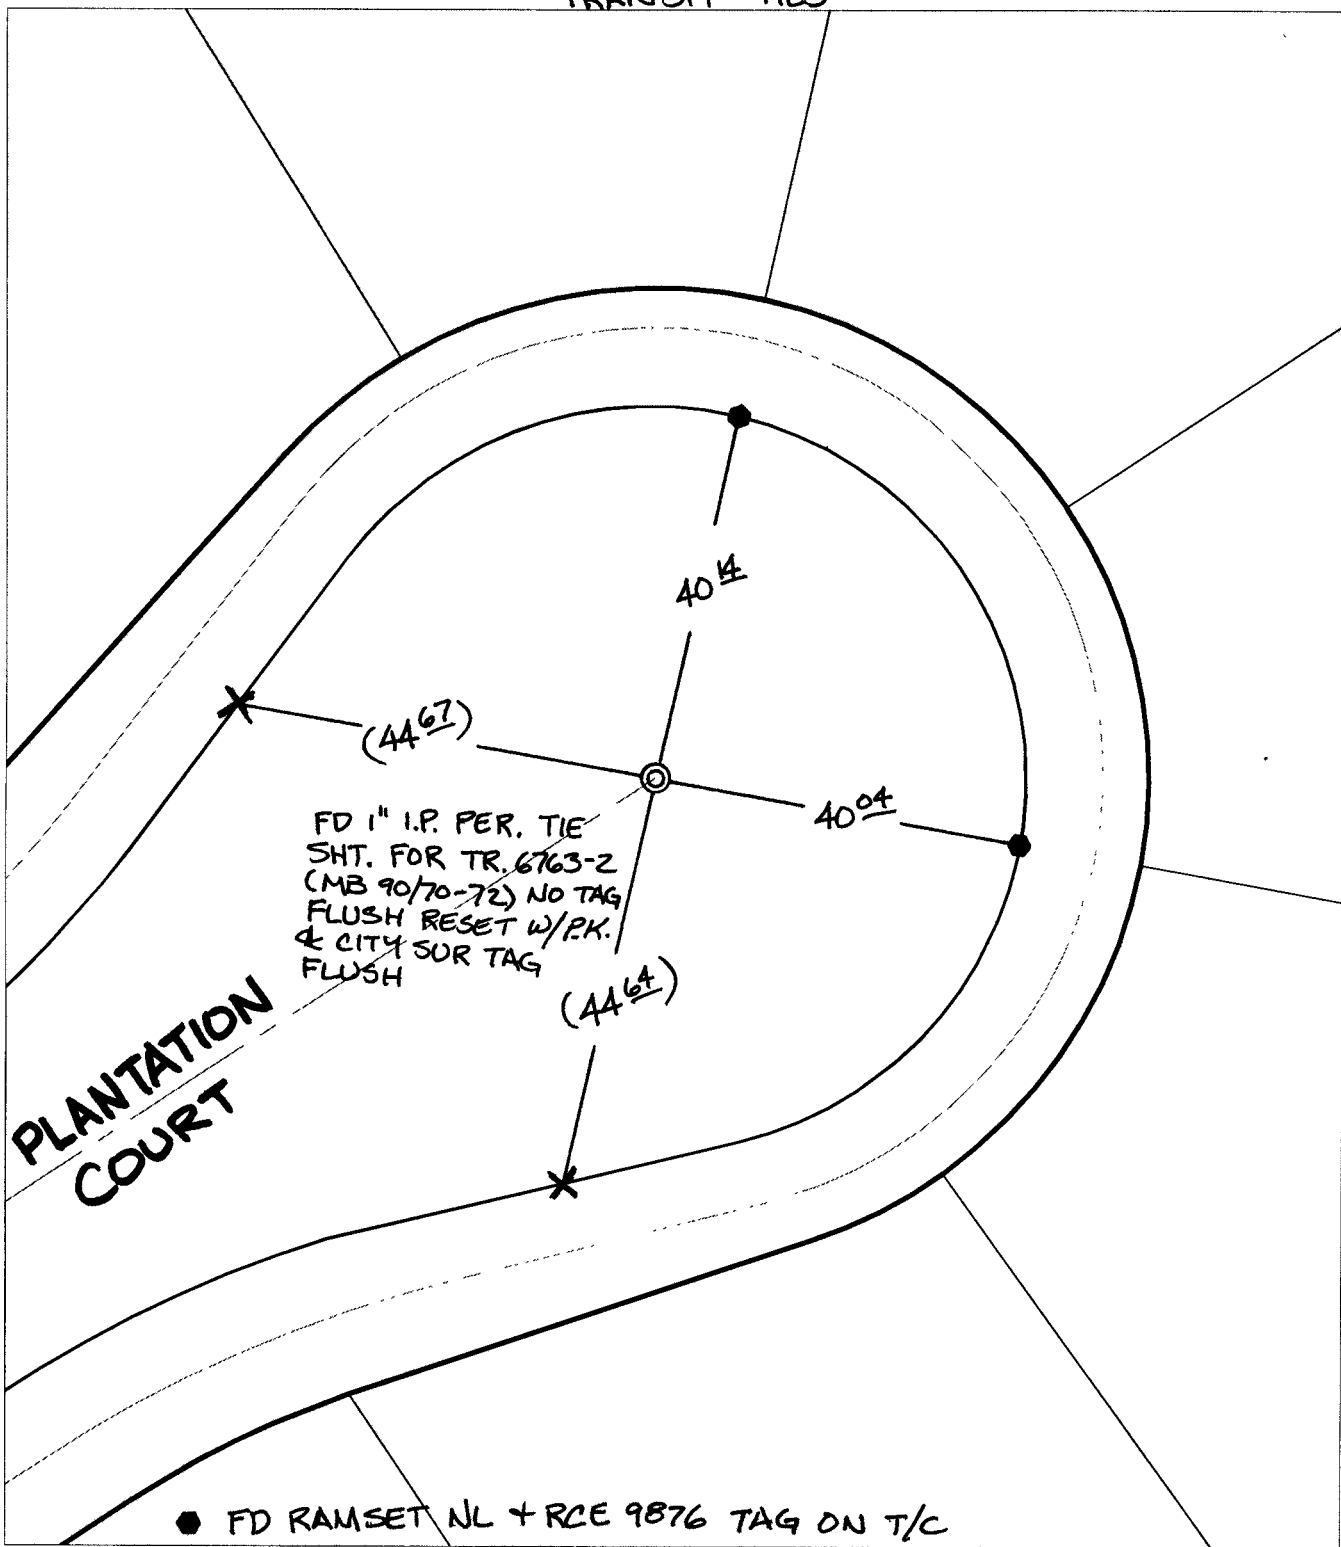 TRANSIT TIES
40 14
(44 67)
40 04
FD 1" I.P. PER. TIE
SHT. FOR TR. 6763-2
(MB 90/70-72) NO TAG
FLUSH RESET W/P.K.
& CITY SUR TAG
FLUSH
(44 64)
PLANTATION
COURT
FD RAMSET NL + RCE 9876 TAG ON T/C